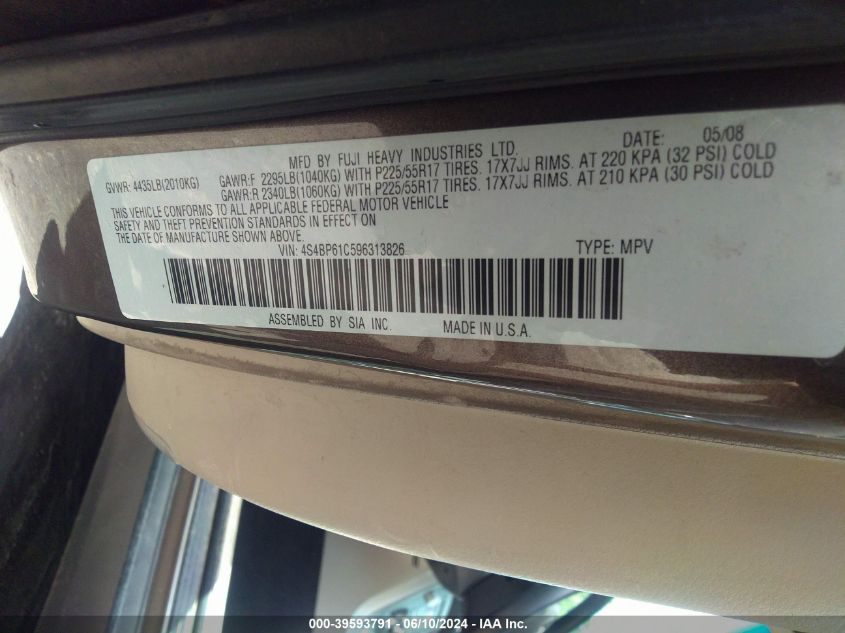 MFD BY FUJI HEAVY INDUSTRIES LTD. DATE: 05/08
GVWR: 4435LB(2010KG) GAWR:F 2295LB(1040KG) WITH P225/55R17 TIRES. 17X7JJ RIMS. AT 220 KPA (32 PSI) COLD
GAWR:R 2340LB(1060KG) WITH P225/55R17 TIRES. 17X7JJ RIMS. AT 210 KPA (30 PSI) COLD
THIS VEHICLE CONFORMS TO ALL APPLICABLE FEDERAL MOTOR VEHICLE
SAFETY AND THEFT PREVENTION STANDARDS IN EFFECT ON
THE DATE OF MANUFACTURE SHOWN ABOVE.
VIN: 4S4BP61C596313826 TYPE: MPV
ASSEMBLED BY SIA INC. MADE IN U.S.A.
000-39593791 - 06/10/2024 - IAA Inc.